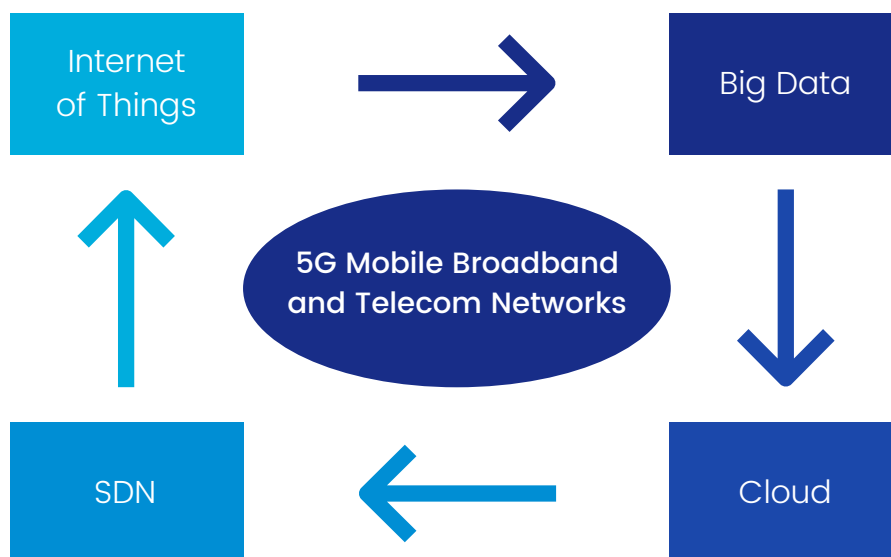 Internet
of Things
Big Data
5G Mobile Broadband
and Telecom Networks
SDN
Cloud